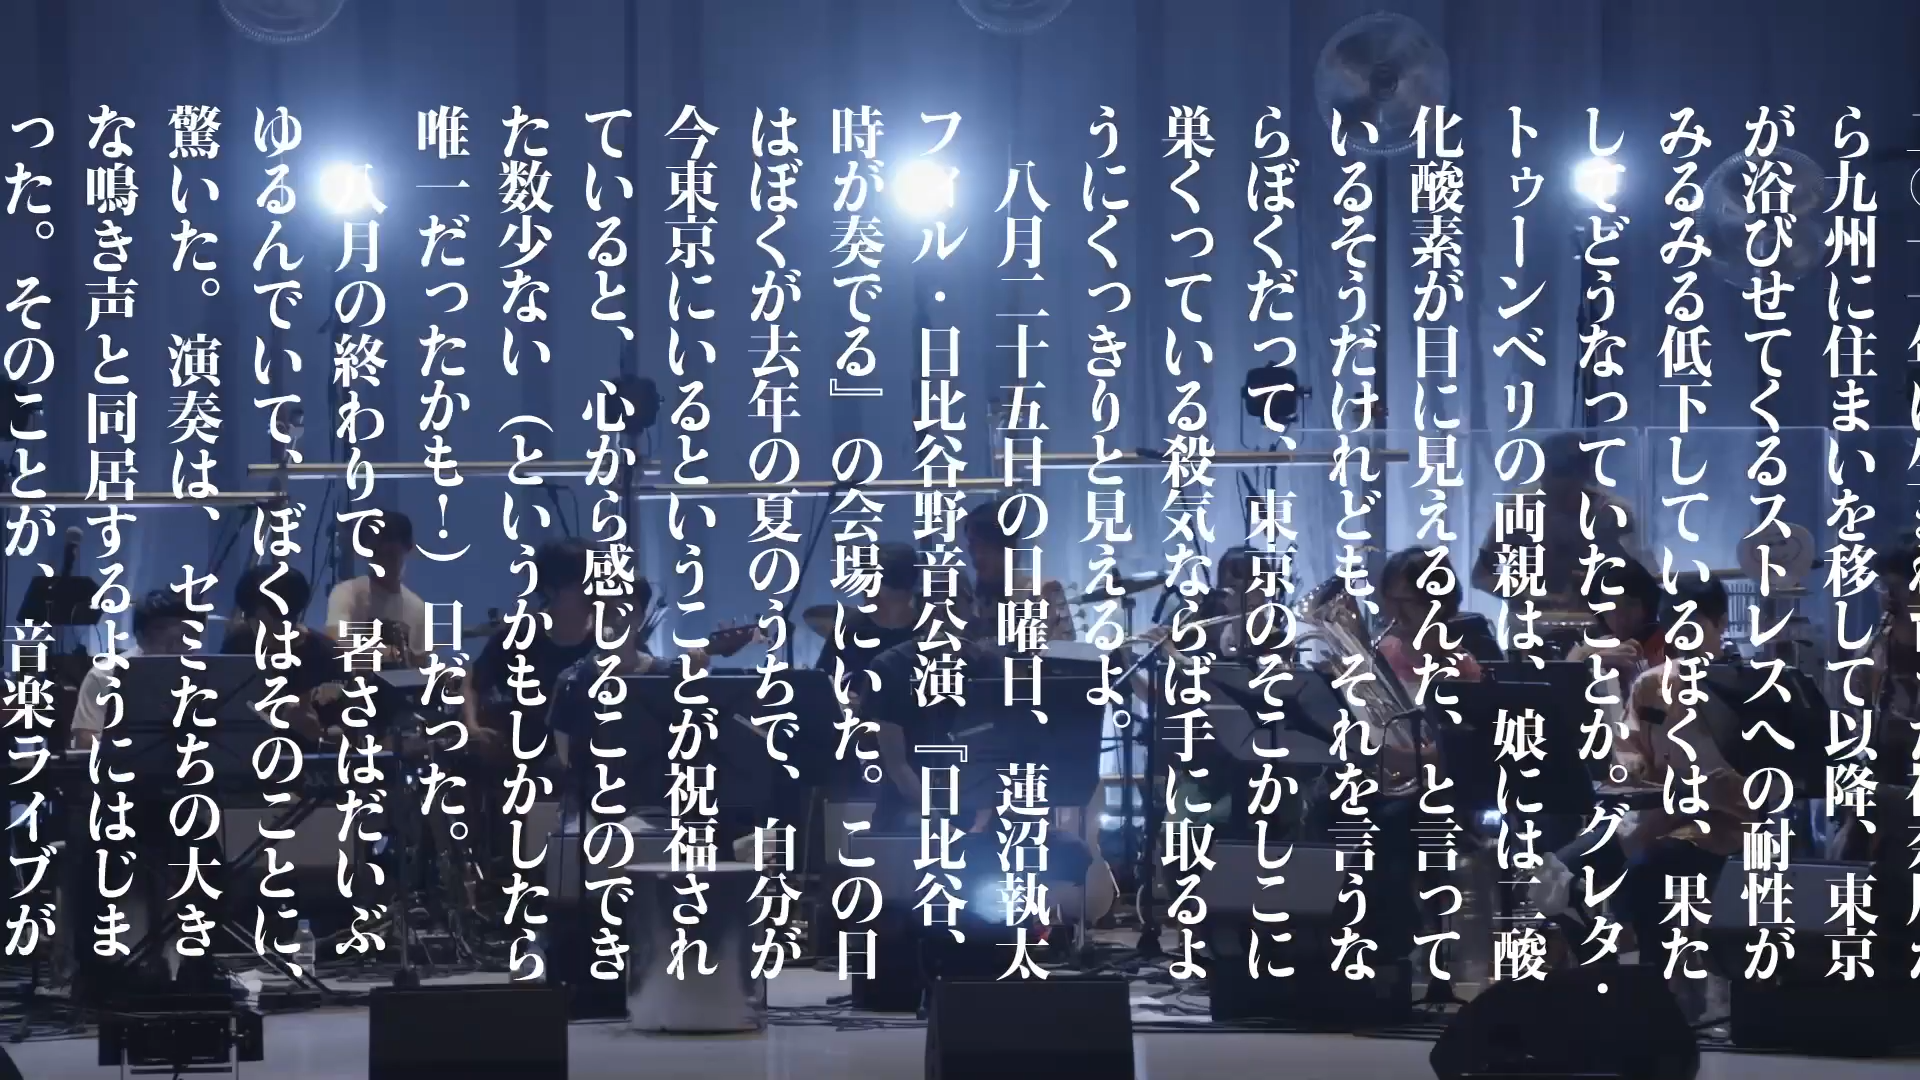 ら九州に住まいを移して以降、東京
が浴びせてくるストレスへの耐性が
みるみる低下しているぼくは、果た
してどうなっていたことか。グレタ・
トゥーンベリの両親は、娘には二酸
化酸素が目に見えるんだ、と言って
いるそうだけれども、それを言うな
らぼくだって、東京のそこかしこに
巣くっている殺気ならば手に取るよ
うにくっきりと見えるよ。
八月二十五日の日曜日、蓮沼執太
フィル・日比谷野音公演『日比谷、
時が奏でる』の会場にいた。この日
はぼくが去年の夏のうちで、自分が
今東京にいるということが祝福され
ていると、心から感じることのでき
た数少ない（というかもしかしたら
唯一だったかも！）日だった。
八月の終わりで、暑さはだいぶ
ゆるんでいて、ぼくはそのことに、
驚いた。演奏は、セミたちの大き
な鳴き声と同居するようにはじま
った。そのことが、音楽ライブが